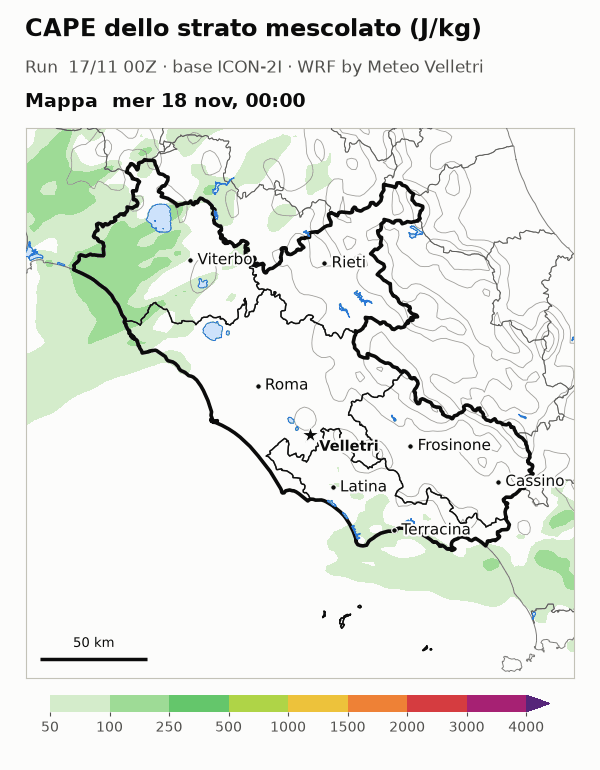 CAPE dello strato mescolato (J/kg)
Run  17/11 00Z · base ICON-2I · WRF by Meteo Velletri
Mappa  mer 18 nov, 00:00
Viterbo
Rieti
Roma
Velletri
Frosinone
Latina
Cassino
Terracina
50 km
50 100 250 500 1000 1500 2000 3000 4000